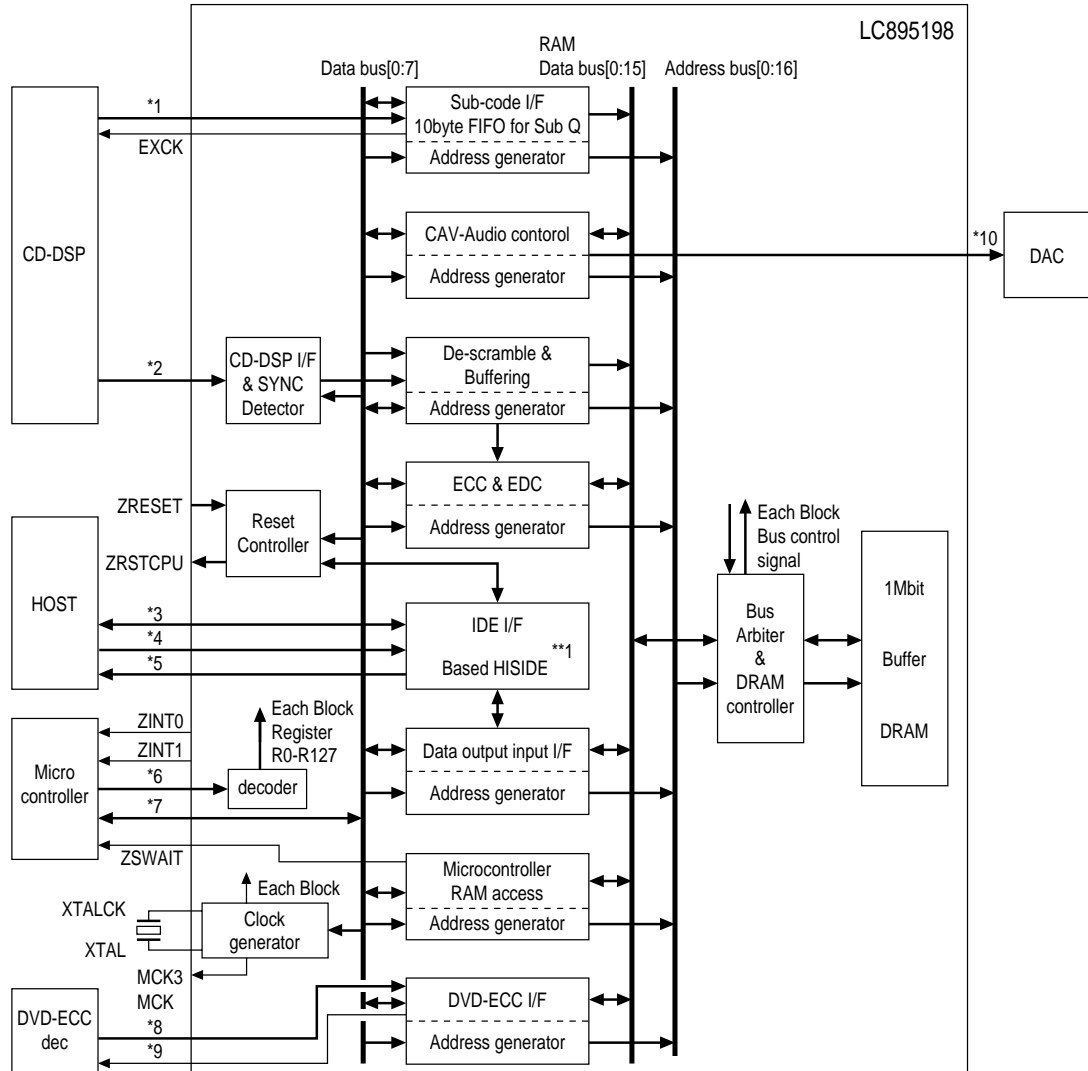 LC895198
RAM
Data bus[0:7]
Data bus[0:15]
Address bus[0:16]
CD-DSP
*1
EXCK
Sub-code I/F
10byte FIFO for Sub Q
Address generator
CAV-Audio contorol
Address generator
*10
DAC
*2
CD-DSP I/F
& SYNC
Detector
De-scramble &
Buffering
Address generator
ECC & EDC
Address generator
ZRESET
ZRSTCPU
Reset
Controller
HOST
*3
*4
*5
IDE I/F
**1
Based HISIDE
Each Block
Bus control
signal
Bus
Arbiter
&
DRAM
controller
1Mbit
Buffer
DRAM
Micro
controller
ZINT0
ZINT1
*6
*7
ZSWAIT
Each Block
Register
R0-R127
decoder
Data output input I/F
Address generator
Microcontroller
RAM access
Address generator
Each Block
XTALCK
XTAL
Clock
generator
MCK3
MCK
DVD-ECC
dec
*8
*9
DVD-ECC I/F
Address generator